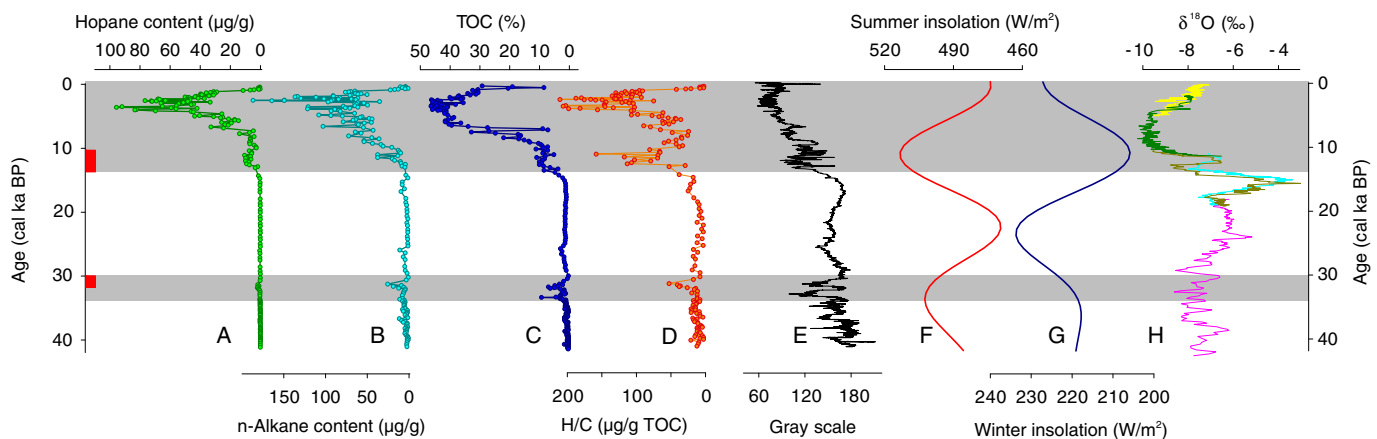 Hopane content (µg/g) TOC (%) Summer insolation (W/m²) δ¹⁸O (‰)
100 80 60 40 20 0 50 40 30 20 10 0 520 490 460 -10 -8 -6 -4
0 0
10 10
20 20
30 30
40 40
Age (cal ka BP) Age (cal ka BP)
A B C D E F G H
150 100 50 0 200 100 0 60 120 180 240 230 220 210 200
n-Alkane content (µg/g) H/C (µg/g TOC) Gray scale Winter insolation (W/m²)